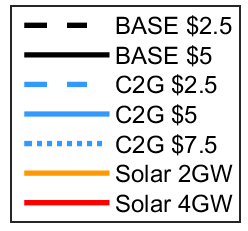 BASE $2.5
BASE $5
C2G $2.5
C2G $5
C2G $7.5
Solar 2GW
Solar 4GW